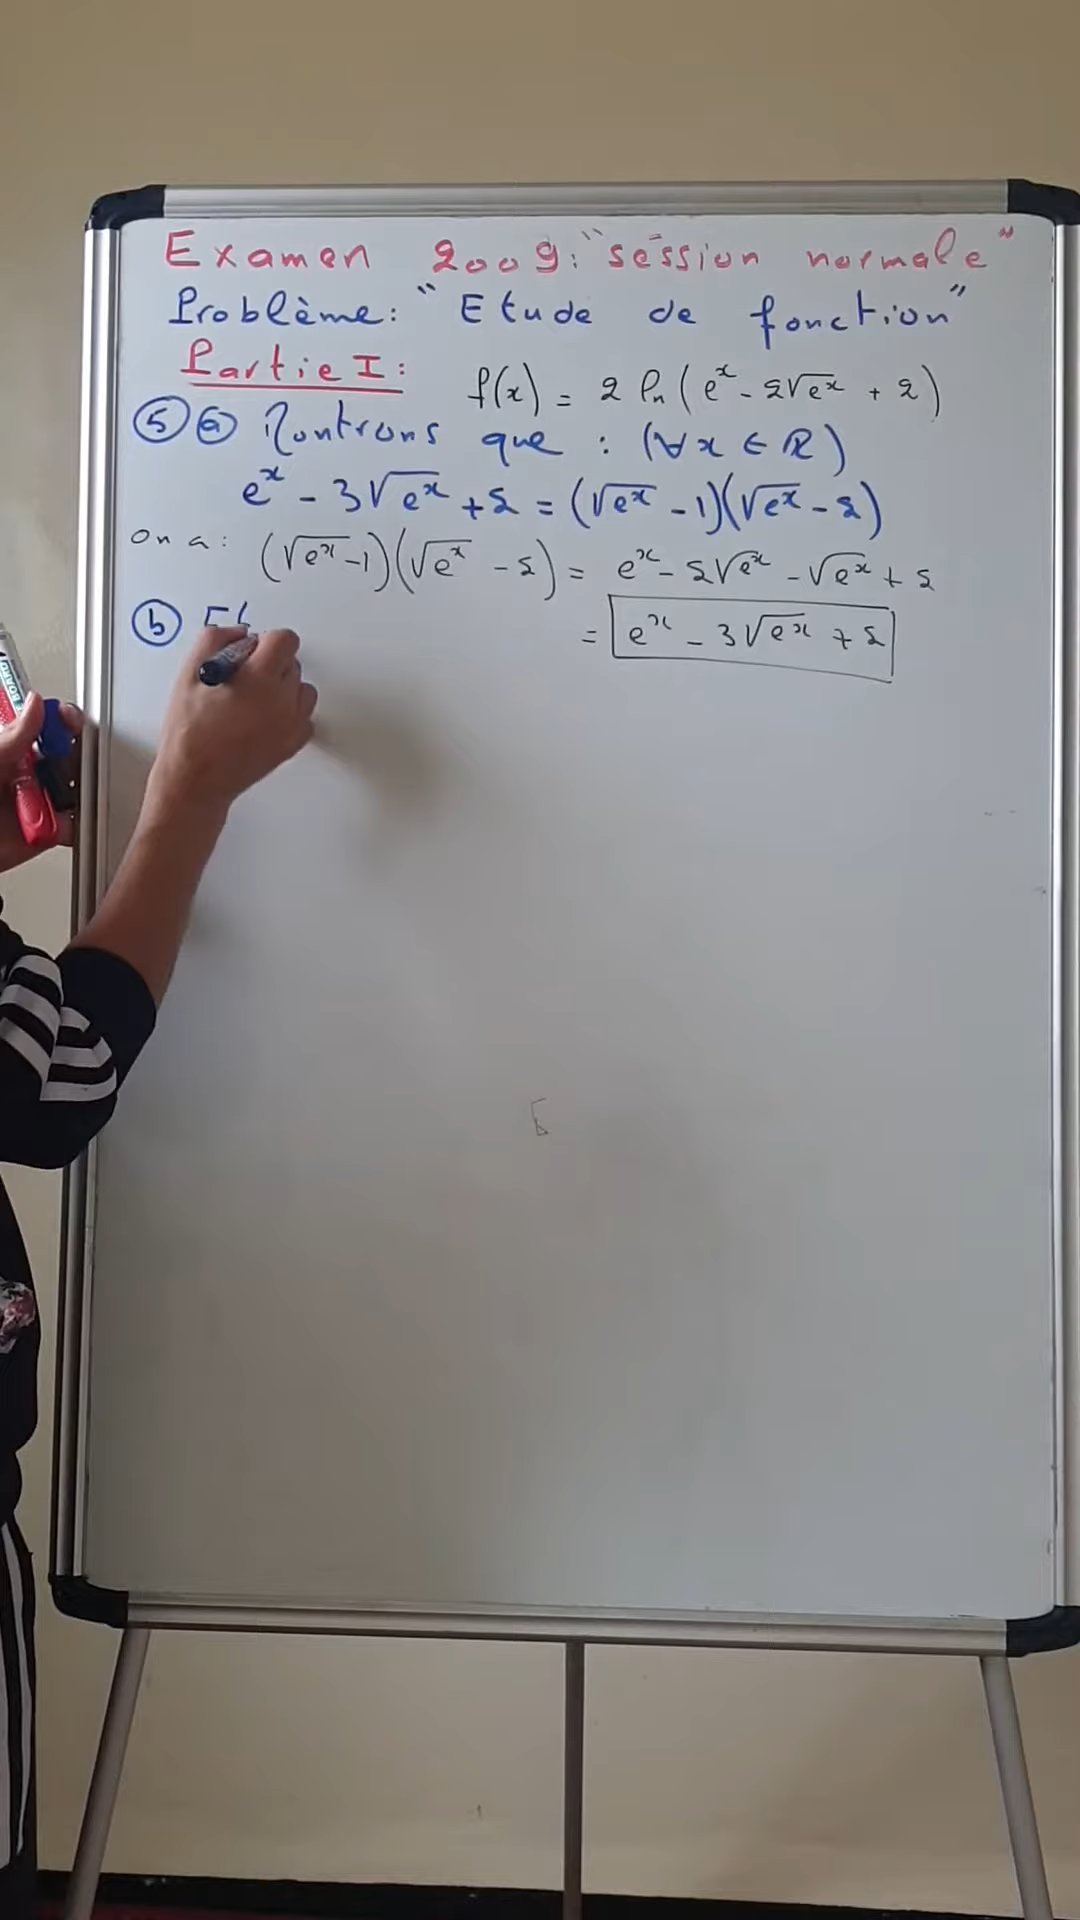 Examen 2009: "session normale"
Problème: "Etude de fonction"
Partie I:
f(x) = 2 ln(e^x - 2√e^x + 2)
5 a Montrons que : (∀x ∈ ℝ)
e^x - 3√e^x + 2 = (√e^x - 1)(√e^x - 2)
on a: (√e^x - 1)(√e^x - 2) = e^x - 2√e^x - √e^x + 2
= e^x - 3√e^x + 2
b
BOARD